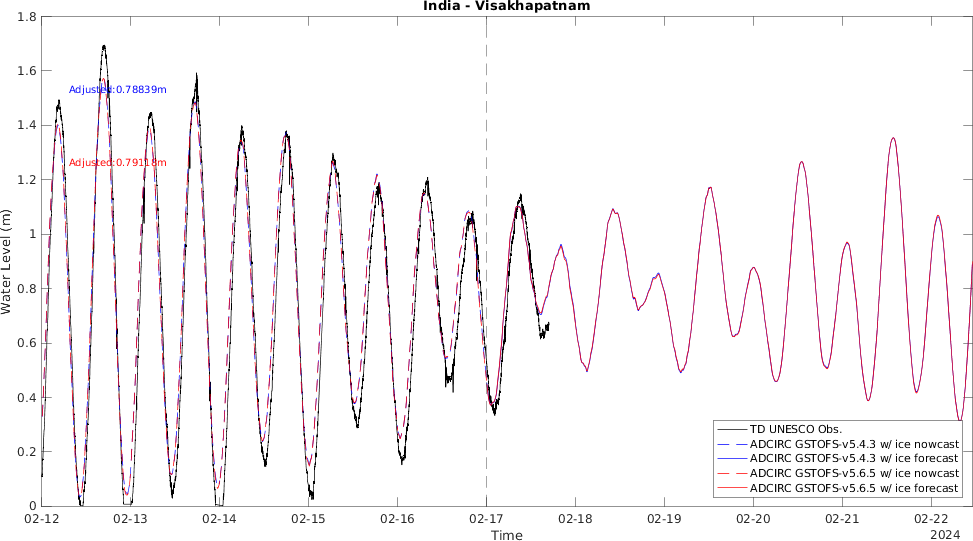 India - Visakhapatnam
1.8
1.6
1.4
1.2
1
0.8
0.6
0.4
0.2
0
Water Level (m)
Adjusted:0.78839m
Adjusted:0.79118m
TD UNESCO Obs.
ADCIRC GSTOFS-v5.4.3 w/ ice nowcast
ADCIRC GSTOFS-v5.4.3 w/ ice forecast
ADCIRC GSTOFS-v5.6.5 w/ ice nowcast
ADCIRC GSTOFS-v5.6.5 w/ ice forecast
02-12 02-13 02-14 02-15 02-16 02-17 02-18 02-19 02-20 02-21 02-22
Time
2024